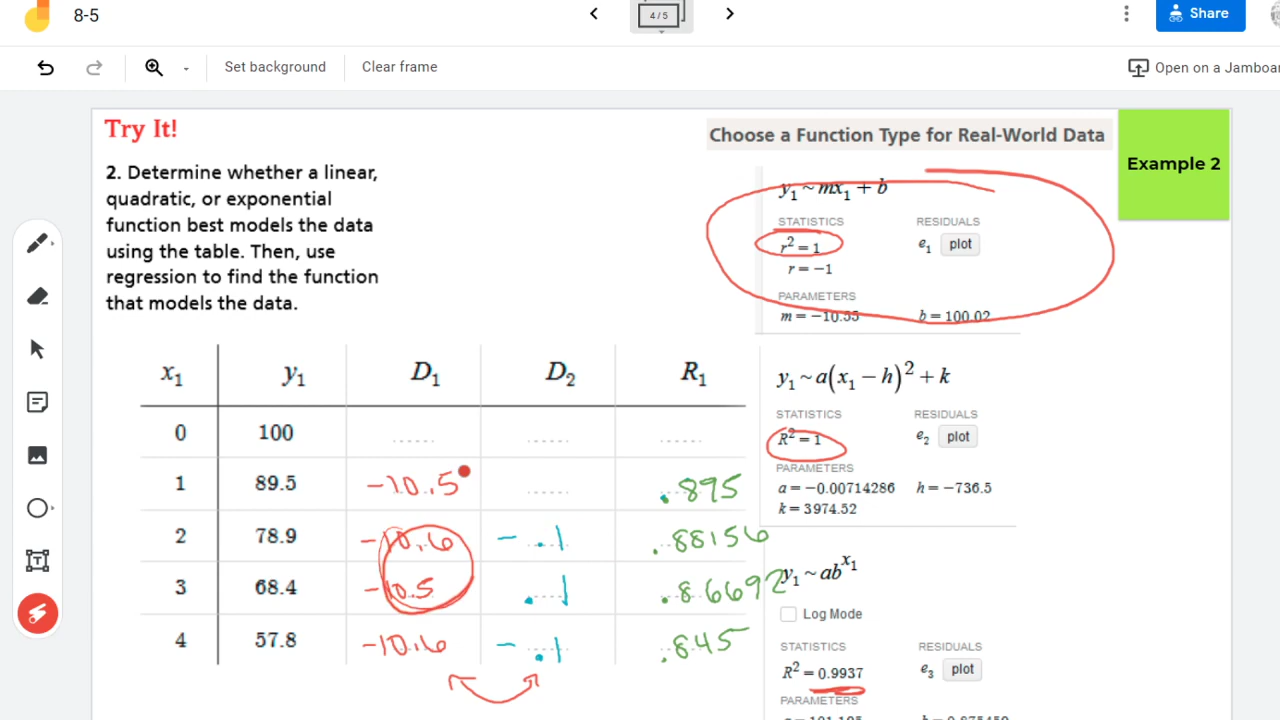 8-5
4 / 5
Share
Set background
Clear frame
Open on a Jamboar
Try It!
Choose a Function Type for Real-World Data
Example 2
2. Determine whether a linear,
quadratic, or exponential
function best models the data
using the table. Then, use
regression to find the function
that models the data.
y₁ ~ mx₁ + b
STATISTICS
RESIDUALS
r² = 1
e₁ plot
r = −1
PARAMETERS
m = −10.55
b = 100.02
x₁ y₁ D₁ D₂ R₁
0 100 ...... ...... ......
1 89.5 -10.5 ...... .895
2 78.9 -10.6 - .1 .88156
3 68.4 -10.5 .1 .86692
4 57.8 -10.6 - .1 .845
y₁ ~ a(x₁ − h)² + k
STATISTICS
RESIDUALS
R² = 1
e₂ plot
PARAMETERS
a = −0.00714286
h = −736.5
k = 3974.52
y₁ ~ ab^x₁
Log Mode
STATISTICS
RESIDUALS
R² = 0.9937
e₃ plot
PARAMETERS